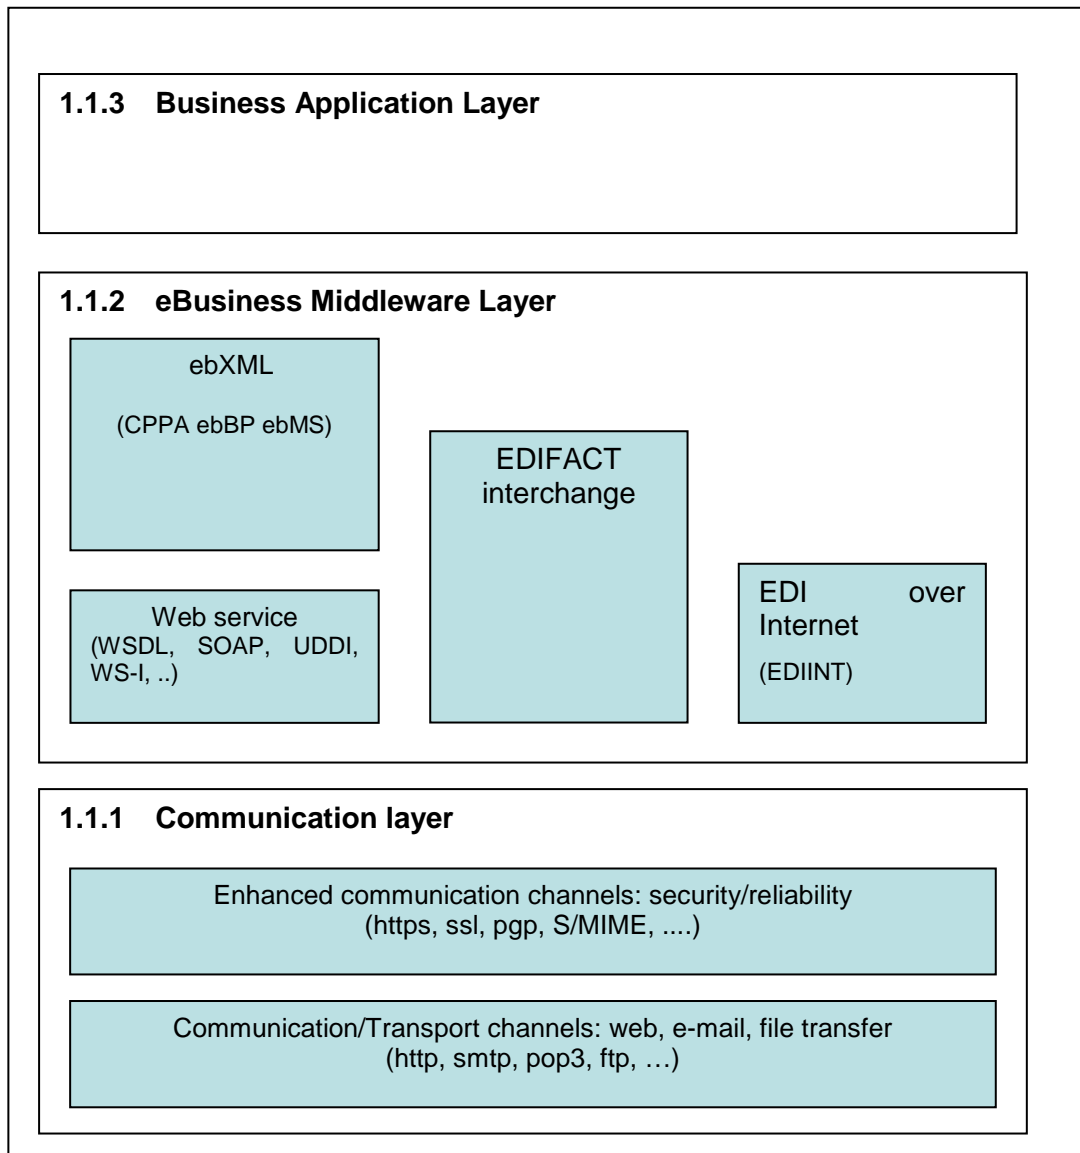 1.1.3 Business Application Layer
1.1.2 eBusiness Middleware Layer
ebXML
(CPPA ebBP ebMS)
EDIFACT
interchange
Web service
(WSDL, SOAP, UDDI,
WS-I, ..)
EDI over
Internet
(EDIINT)
1.1.1 Communication layer
Enhanced communication channels: security/reliability
(https, ssl, pgp, S/MIME, ....)
Communication/Transport channels: web, e-mail, file transfer
(http, smtp, pop3, ftp, …)